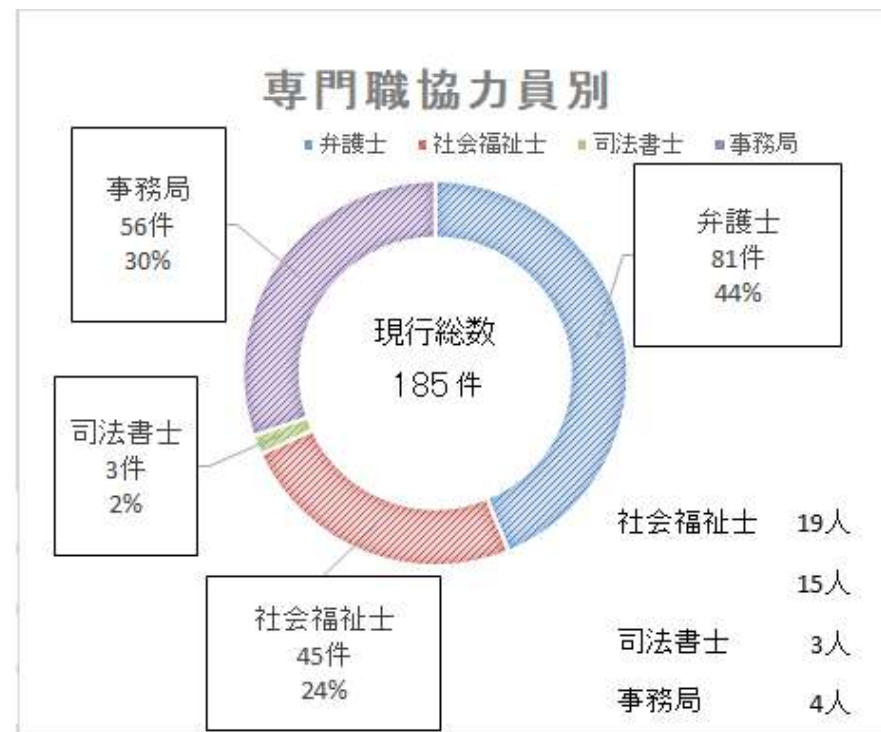 専門職協力員別
弁護士 社会福祉士 司法書士 事務局
事務局
56件
30%
弁護士
81件
44%
現行総数
185件
司法書士
3件
2%
社会福祉士
45件
24%
社会福祉士 19人
15人
司法書士 3人
事務局 4人